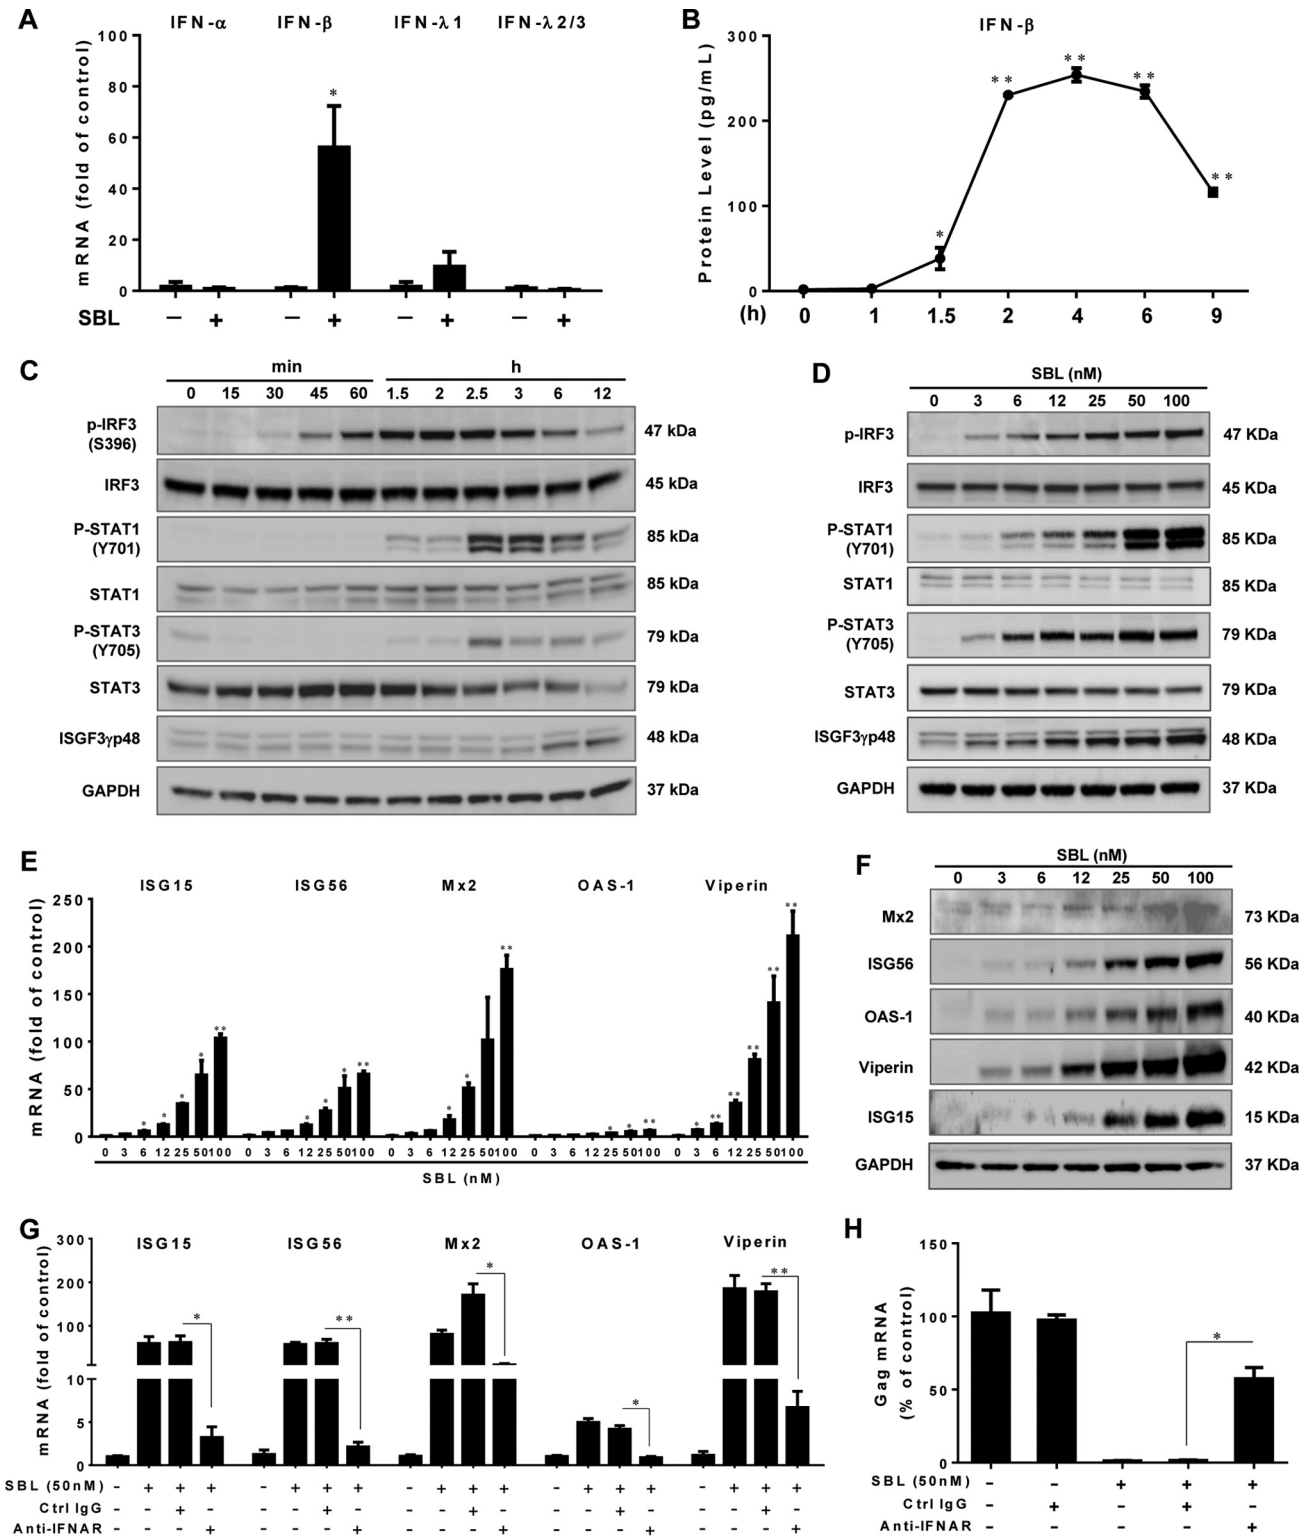 A
IFN-α IFN-β IFN-λ1 IFN-λ2/3
mRNA (fold of control)
100
80
60
40
20
0
*
SBL – + – + – + – +
B
IFN-β
Protein Level (pg/mL)
300
200
100
0
* ** ** ** **
(h) 0 1 1.5 2 4 6 9
C
min h
0 15 30 45 60 1.5 2 2.5 3 6 12
p-IRF3 47 kDa
(S396)
IRF3 45 kDa
P-STAT1 85 kDa
(Y701)
STAT1 85 kDa
P-STAT3 79 kDa
(Y705)
STAT3 79 kDa
ISGF3γp48 48 kDa
GAPDH 37 kDa
D
SBL (nM)
0 3 6 12 25 50 100
p-IRF3 47 KDa
IRF3 45 KDa
P-STAT1 85 KDa
(Y701)
STAT1 85 KDa
P-STAT3 79 KDa
(Y705)
STAT3 79 KDa
ISGF3γp48 48 KDa
GAPDH 37 KDa
E
ISG15 ISG56 Mx2 OAS-1 Viperin
mRNA (fold of control)
250
200
150
100
50
0
* * * * ** * * * ** * * ** * * ** * ** ** ** ** **
0 3 6 12 25 50 100 0 3 6 12 25 50 100 0 3 6 12 25 50 100 0 3 6 12 25 50 100 0 3 6 12 25 50 100
SBL (nM)
F
SBL (nM)
0 3 6 12 25 50 100
Mx2 73 KDa
ISG56 56 KDa
OAS-1 40 KDa
Viperin 42 KDa
ISG15 15 KDa
GAPDH 37 KDa
G
ISG15 ISG56 Mx2 OAS-1 Viperin
mRNA (fold of control)
300
200
100
10
5
0
* ** * * **
SBL (50nM) - + + + - + + + - + + + - + + + - + + +
Ctrl IgG - - + - - - + - - - + - - - + - - - + -
Anti-IFNAR - - - + - - - + - - - + - - - + - - - +
H
Gag mRNA
(% of control)
150
100
50
0
*
SBL (50nM) – – + + +
Ctrl IgG – + – + –
Anti-IFNAR – – – – +